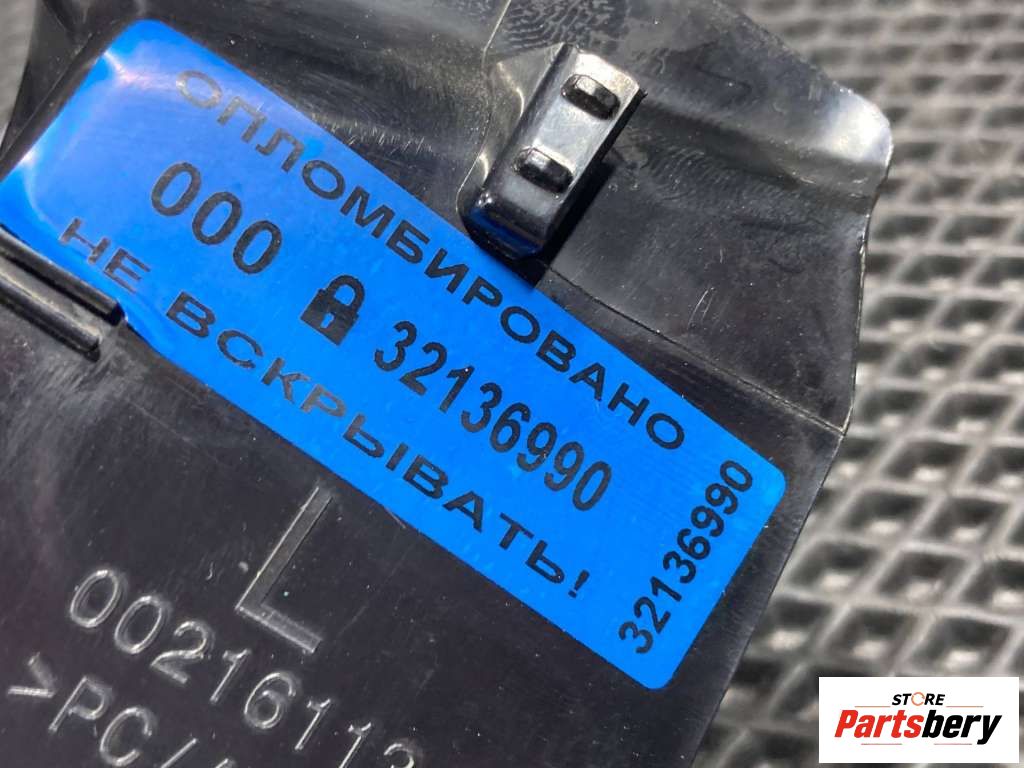 ОПЛОМБИРОВАНО
000 32136990
НЕ ВСКРЫВАТЬ!
32136990
L
00216113
>PC/
STORE
Partsbery